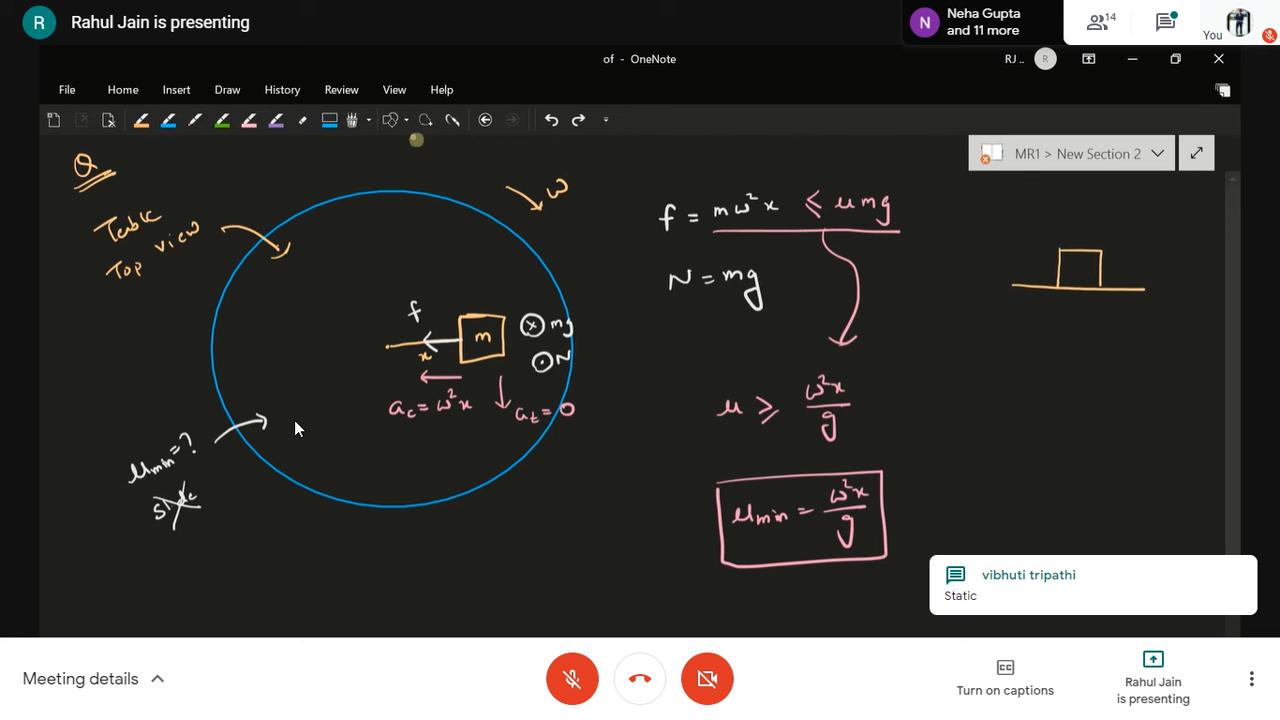 R Rahul Jain is presenting
N Neha Gupta
and 11 more
14
You
of - OneNote
RJ ..
R
File Home Insert Draw History Review View Help
MR1 > New Section 2
Q
Table
Top view
ω
f
m
x
mg
N
a_c = ω²x
a_t = 0
μmin = ?
slide
f = mω²x ≤ μmg
N = mg
μ ≥ ω²x/g
μmin = ω²x/g
vibhuti tripathi
Static
Meeting details
CC
Turn on captions
Rahul Jain
is presenting